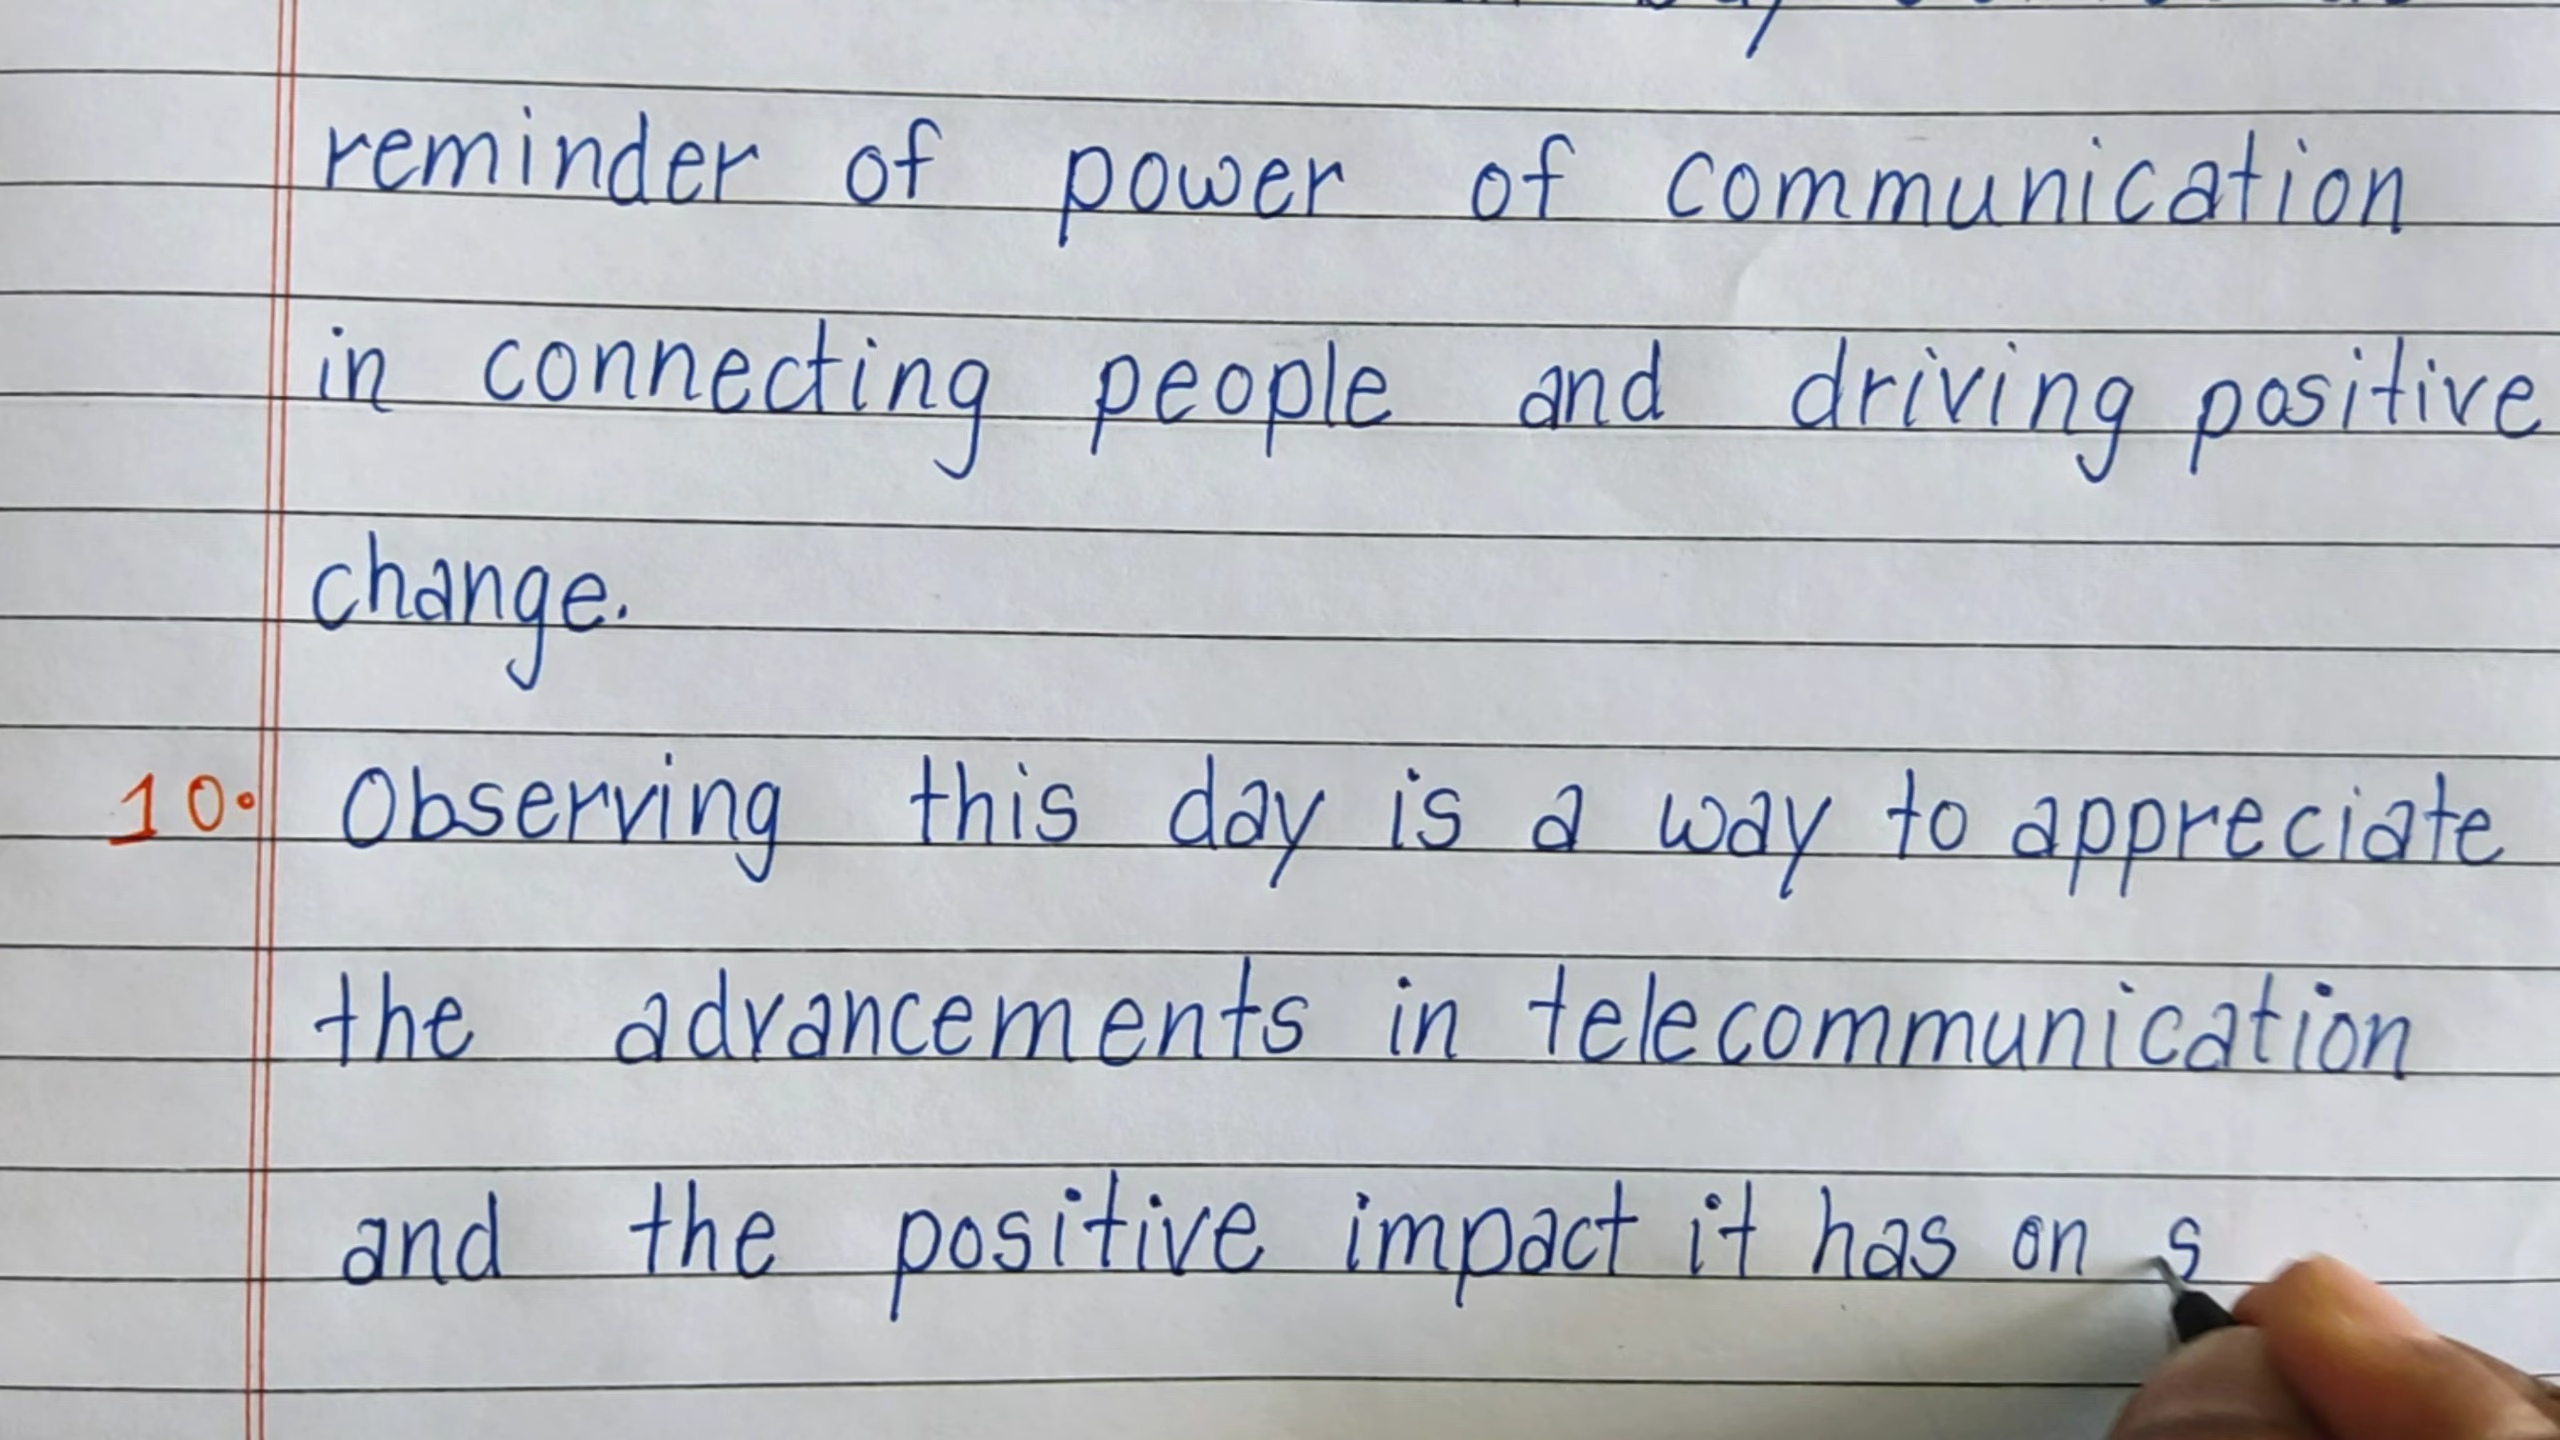 reminder of power of communication
in connecting people and driving positive
change.
10. Observing this day is a way to appreciate
the advancements in telecommunication
and the positive impact it has on s